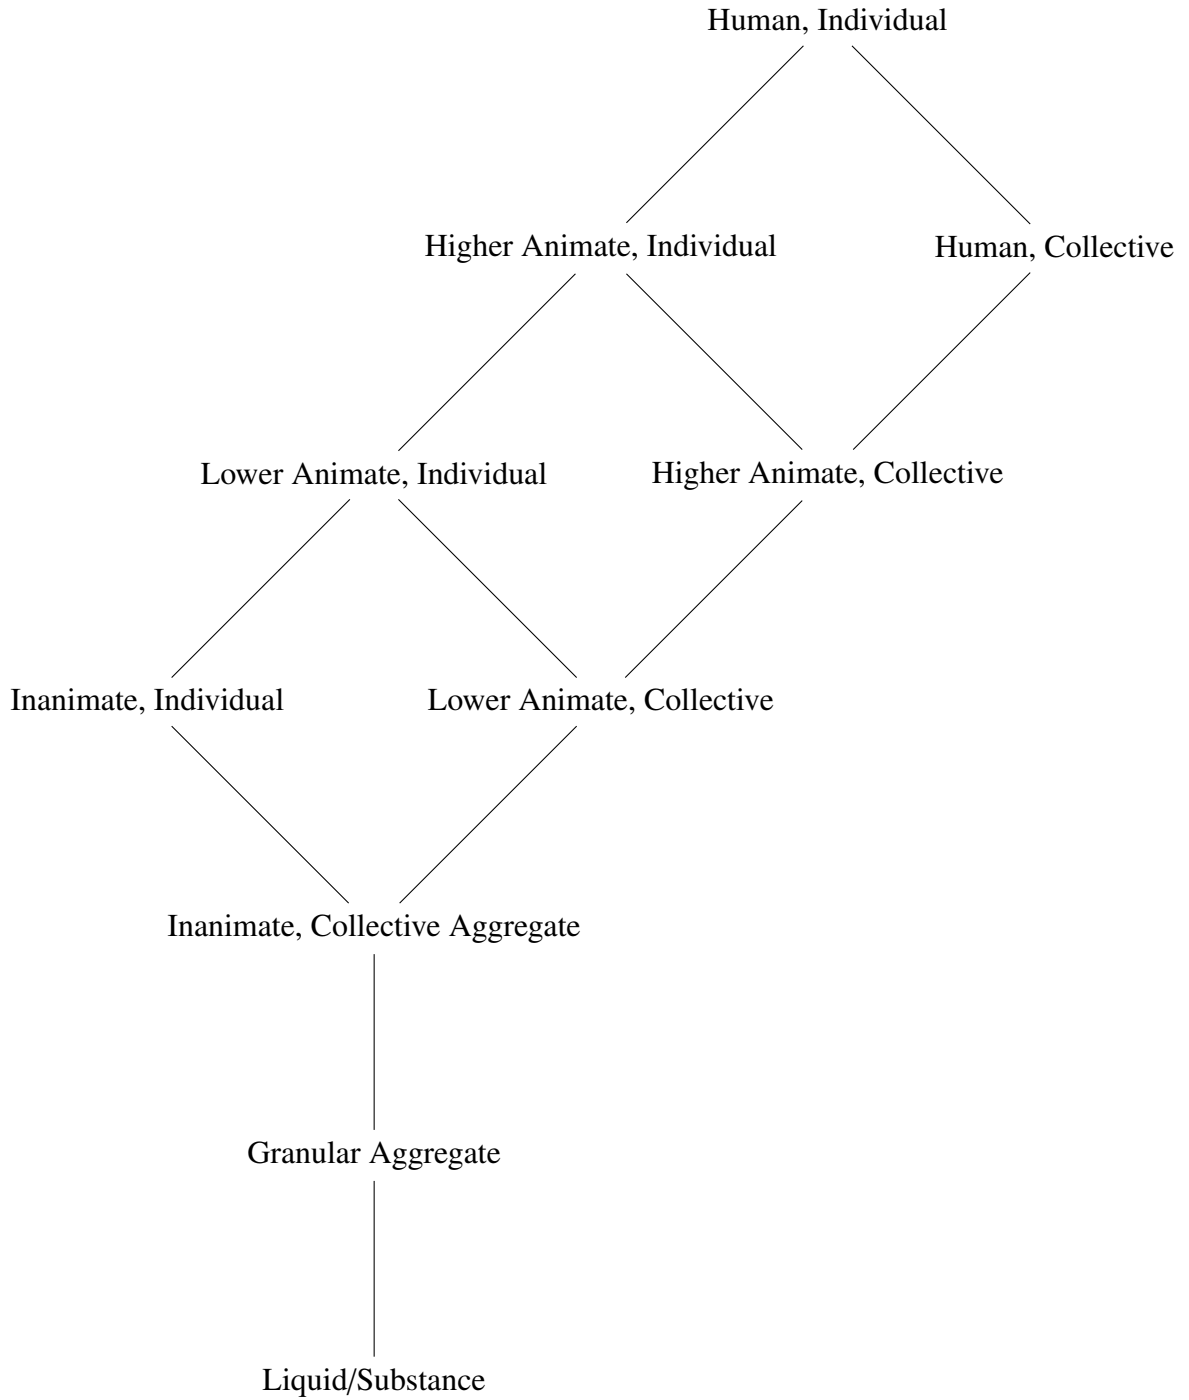 Human, Individual
Higher Animate, Individual
Human, Collective
Lower Animate, Individual
Higher Animate, Collective
Inanimate, Individual
Lower Animate, Collective
Inanimate, Collective Aggregate
Granular Aggregate
Liquid/Substance